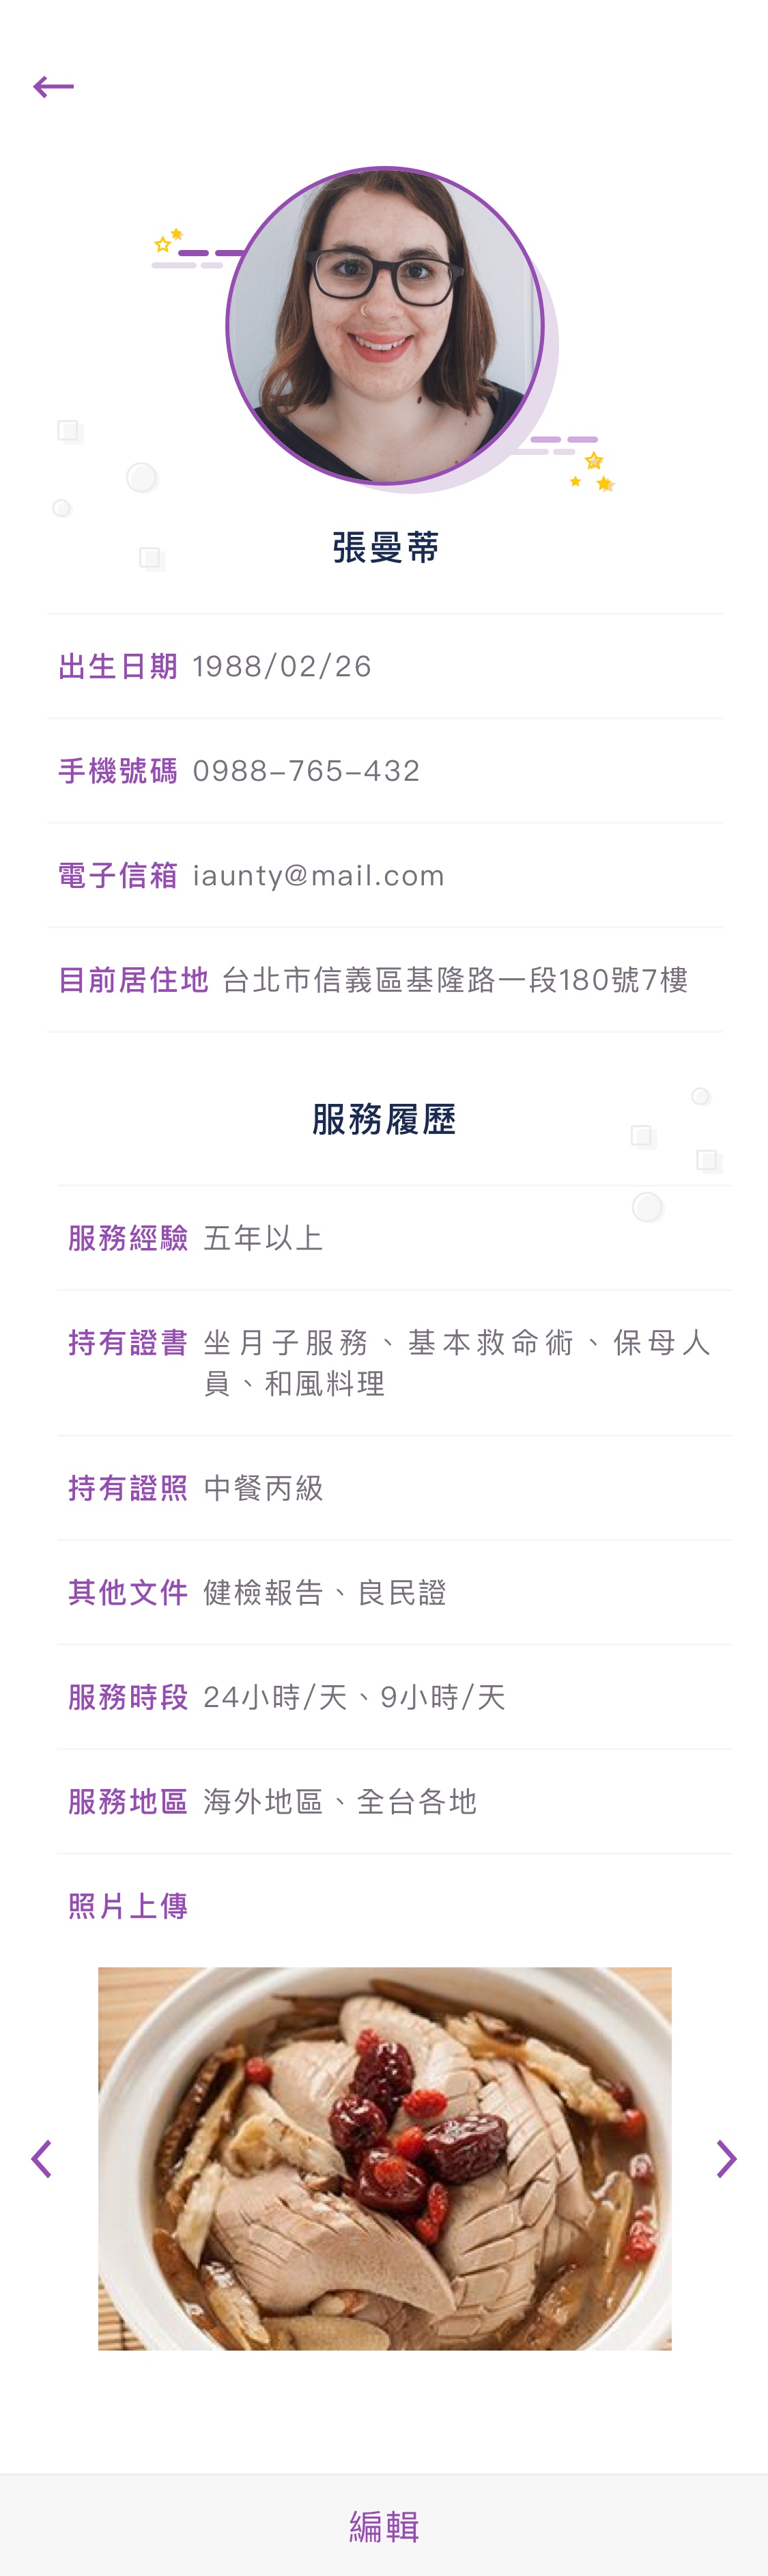 張曼蒂
出生日期 1988/02/26
手機號碼 0988-765-432
電子信箱 iaunty@mail.com
目前居住地 台北市信義區基隆路一段180號7樓
服務履歷
服務經驗 五年以上
持有證書 坐月子服務、基本救命術、保母人
員、和風料理
持有證照 中餐丙級
其他文件 健檢報告、良民證
服務時段 24小時/天、9小時/天
服務地區 海外地區、全台各地
照片上傳
編輯